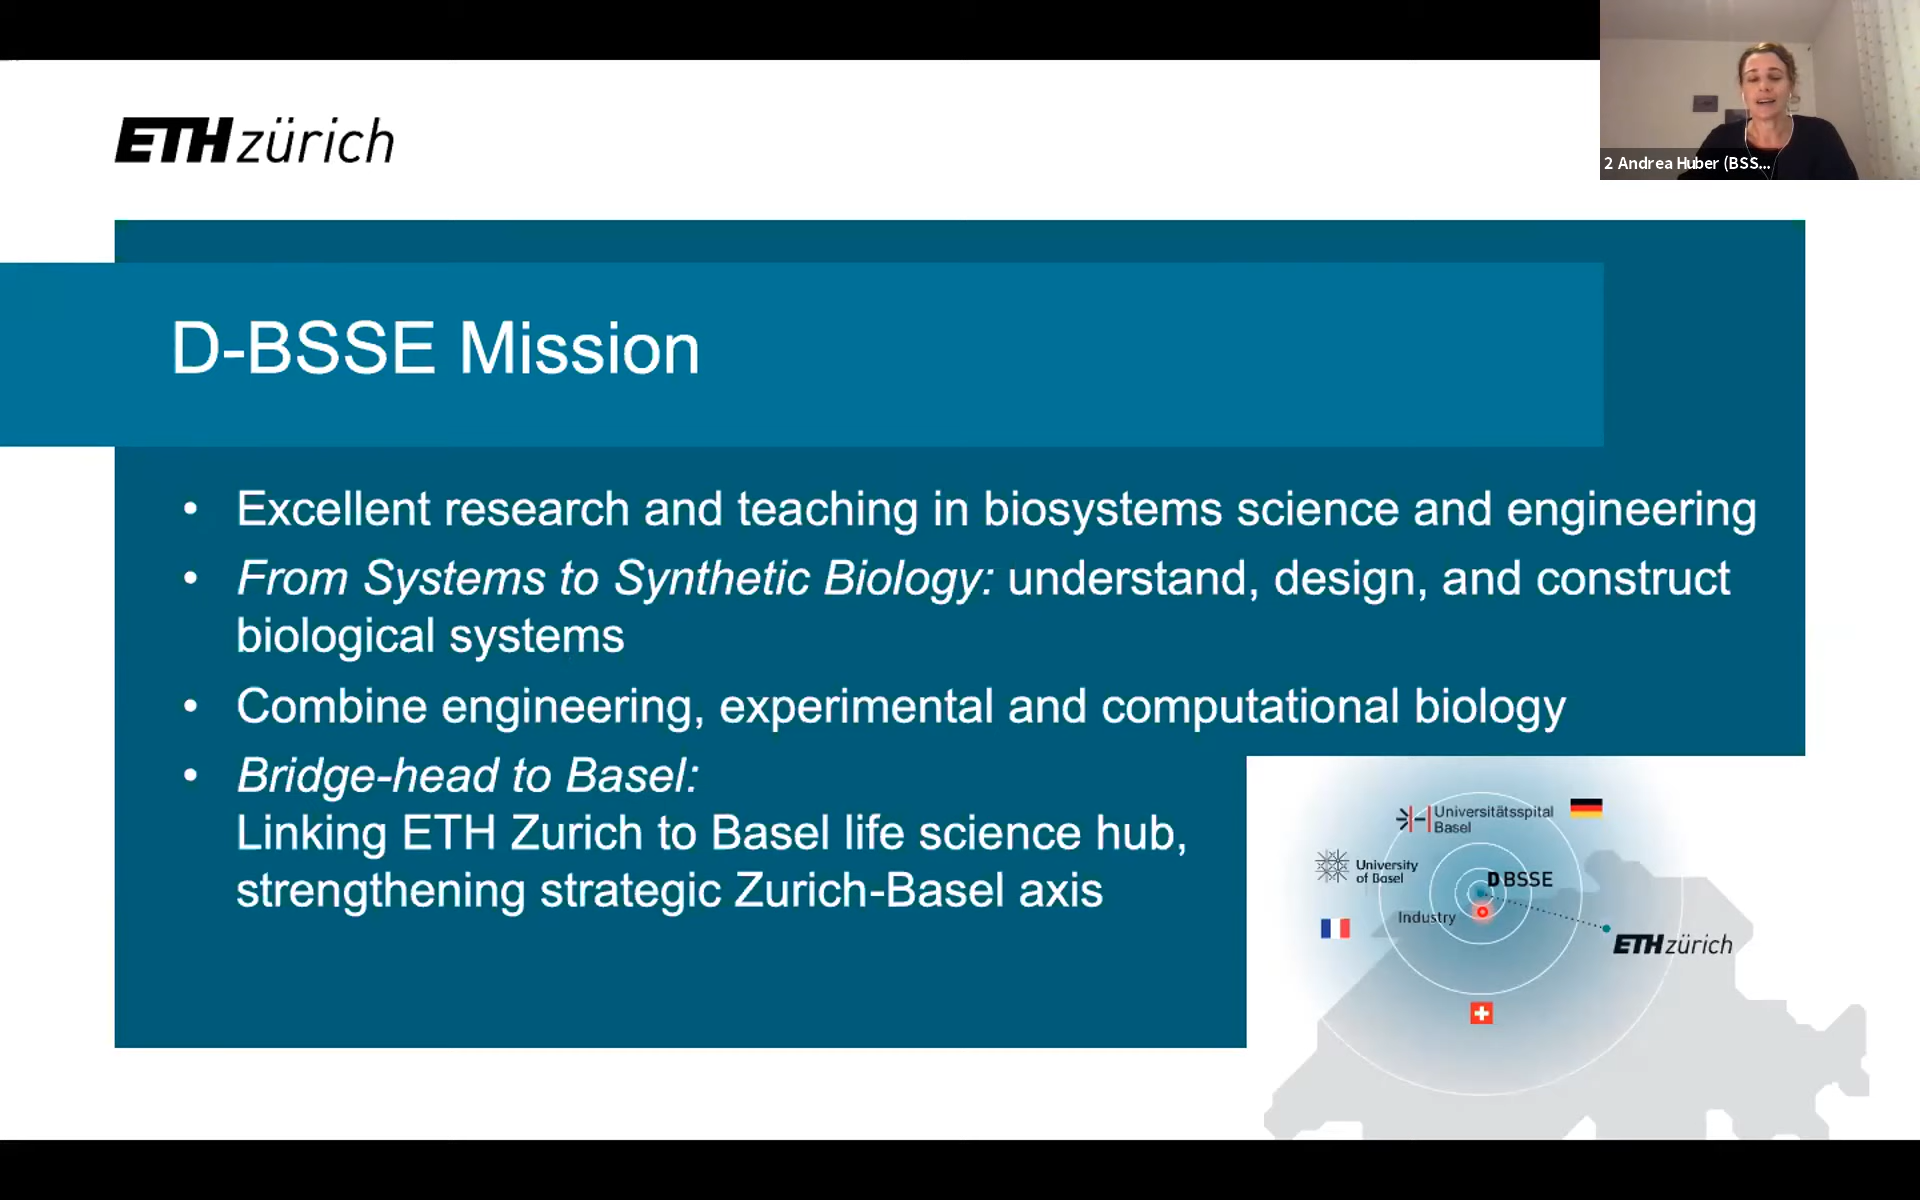 ETH zürich
2 Andrea Huber (BSS...
D-BSSE Mission
• Excellent research and teaching in biosystems science and engineering
• From Systems to Synthetic Biology: understand, design, and construct
biological systems
• Combine engineering, experimental and computational biology
• Bridge-head to Basel:
Linking ETH Zurich to Basel life science hub,
strengthening strategic Zurich-Basel axis
Universitätsspital
Basel
University
of Basel
D BSSE
Industry
ETH zürich